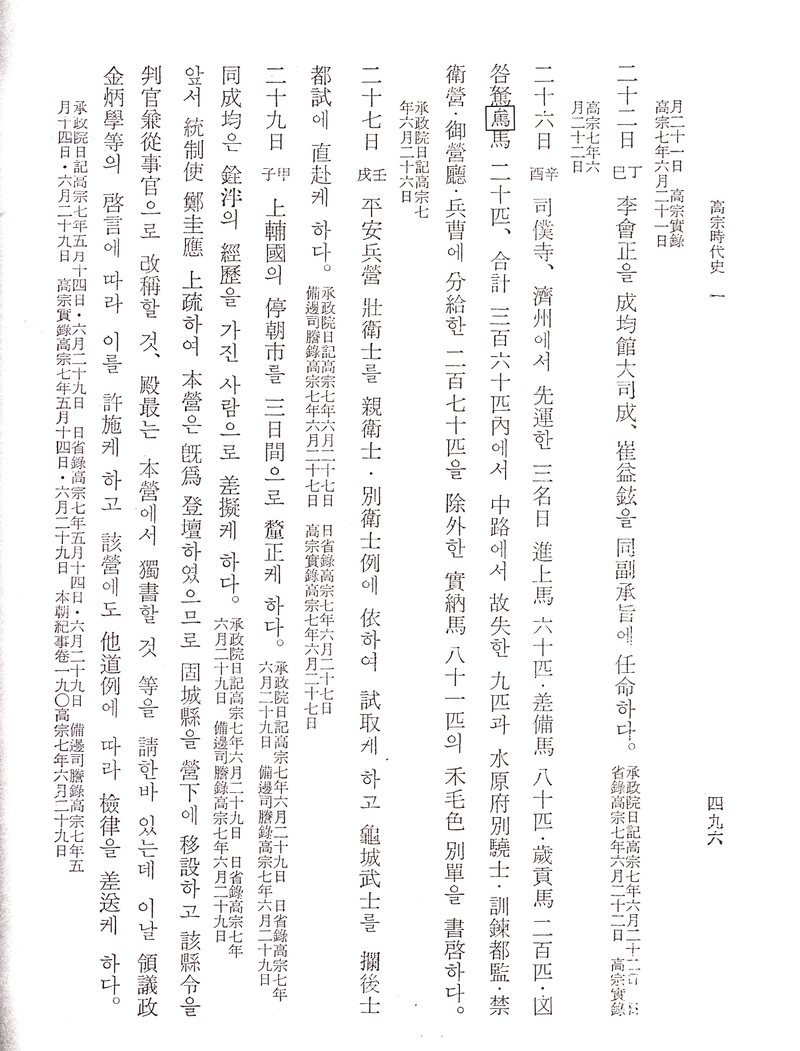 高宗時代史 一
四九六
月二十一日 高宗實錄
高宗七年六月二十一日
二十二日 丁巳 李會正을 成均館大司成、崔益鉉을 同副承旨에 任命하다。
承政院日記高宗七年六月二十二日 日
省錄高宗七年六月二十二日 高宗實錄
高宗七年六
月二十二日
二十六日 辛酉 司僕寺、濟州에서 先運한 三名日 進上馬 六十匹·差備馬 八十匹·歲貢馬 二百匹·凶
咎駑馬 二十匹、合計 三百六十匹內에서 中路에서 故失한 九匹과 水原府別驍士·訓鍊都監·禁
衛營·御營廳·兵曹에 分給한 二百七十匹을 除外한 實納馬 八十一匹의 禾毛色 別單을 書啓하다。
承政院日記高宗七
年六月二十六日
二十七日 壬戌 平安兵營 壯衛士를 親衛士·別衛士例에 依하여 試取케 하고 龜城武士를 攔後士
都試에 直赴케 하다。
承政院日記高宗七年六月二十七日 日省錄高宗七年六月二十七日
備邊司謄錄高宗七年六月二十七日 高宗實錄高宗七年六月二十七日
二十九日 甲子 上輔國의 停朝市를 三日間으로 釐正케 하다。
承政院日記高宗七年六月二十九日 日省錄高宗七年
六月二十九日 備邊司謄錄高宗七年六月二十九日
同成均은 銓泮의 經歷을 가진 사람으로 差擬케 하다。
承政院日記高宗七年六月二十九日 日省錄高宗七年
六月二十九日 備邊司謄錄高宗七年六月二十九日
앞서 統制使 鄭圭應 上疏하여 本營은 旣爲 登壇하였으므로 固城縣을 營下에 移設하고 該縣令을
判官兼從事官으로 改稱할 것、殿最는 本營에서 獨書할 것 等을 請한바 있는데 이날 領議政
金炳學等의 啓言에 따라 이를 許施케 하고 該營에도 他道例에 따라 檢律을 差送케 하다。
承政院日記高宗七年五月十四日·六月二十九日 日省錄高宗七年五月十四日·六月二十九日 備邊司謄錄高宗七年五
月十四日·六月二十九日 高宗實錄高宗七年五月十四日·六月二十九日 本朝紀事卷一九〇高宗七年六月二十九日